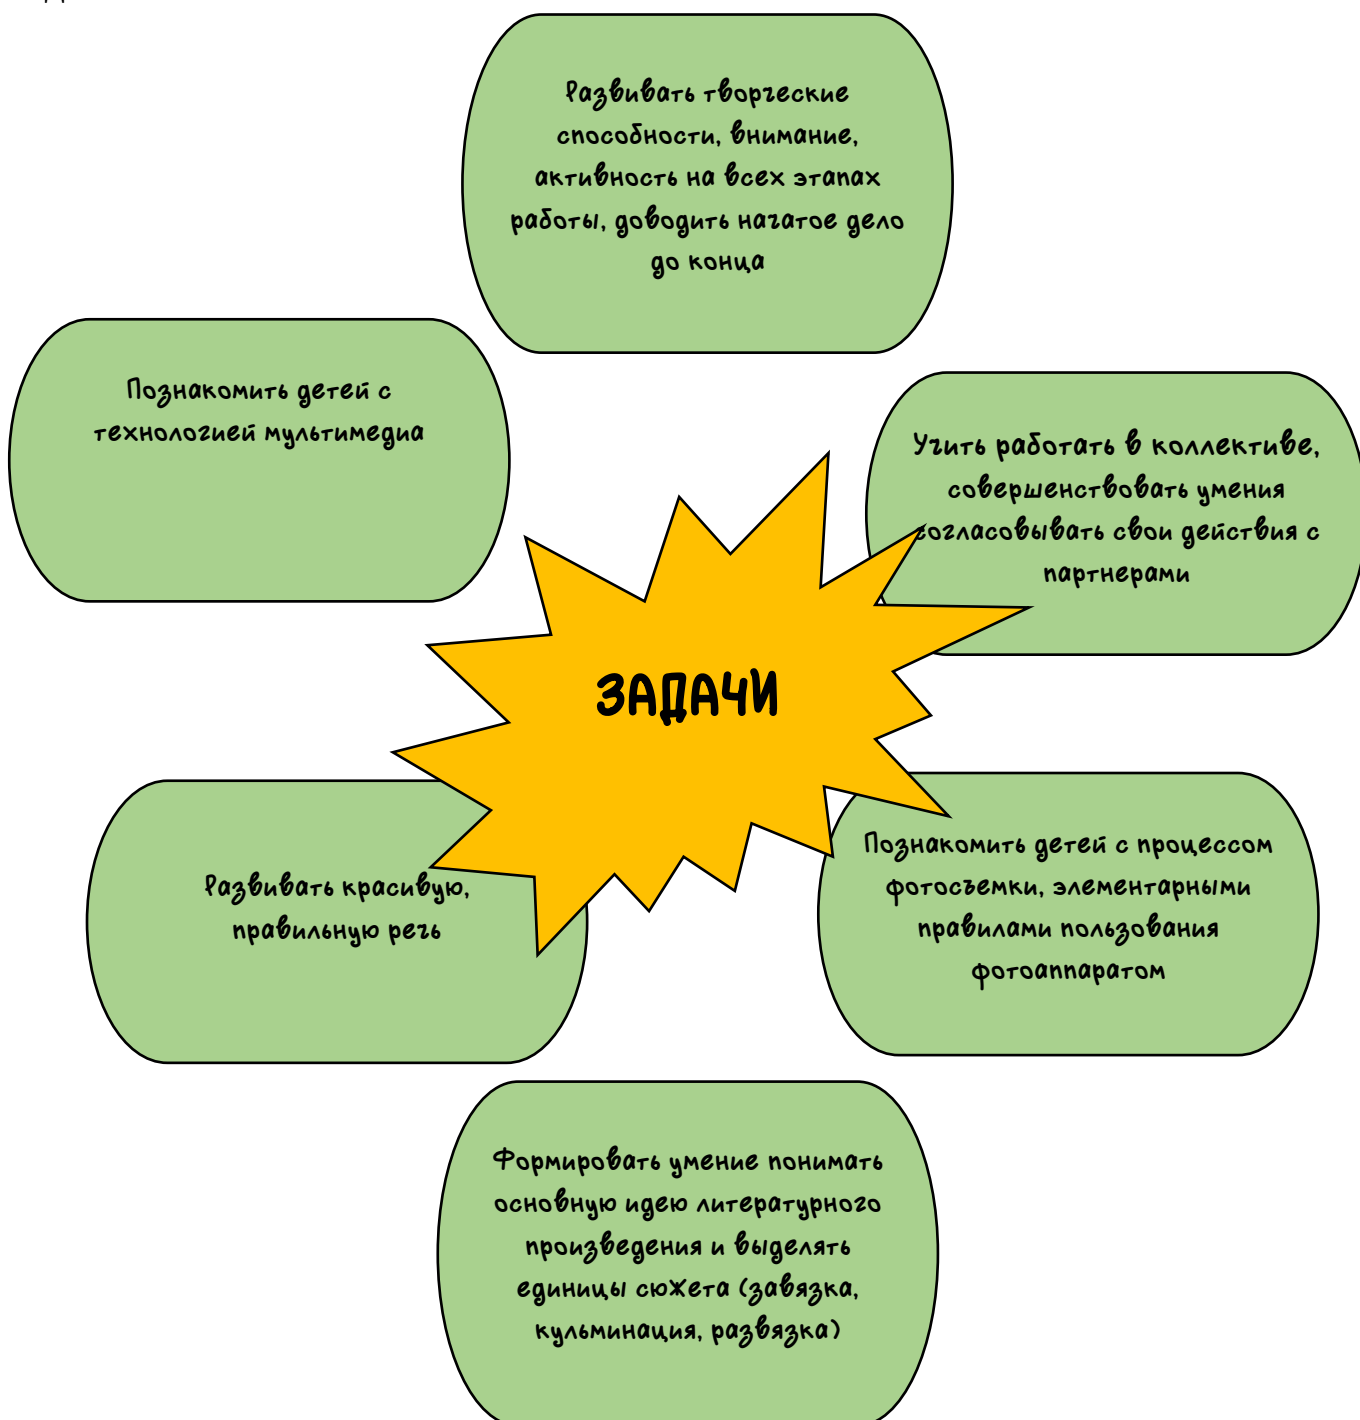 Развивать творческие
способности, внимание,
активность на всех этапах
работы, доводить начатое дело
до конца
Познакомить детей с
технологией мультимедиа
Учить работать в коллективе,
совершенствовать умения
согласовывать свои действия с
партнерами
ЗАДАЧИ
Развивать красивую,
правильную речь
Познакомить детей с процессом
фотосъемки, элементарными
правилами пользования
фотоаппаратом
Формировать умение понимать
основную идею литературного
произведения и выделять
единицы сюжета (завязка,
кульминация, развязка)